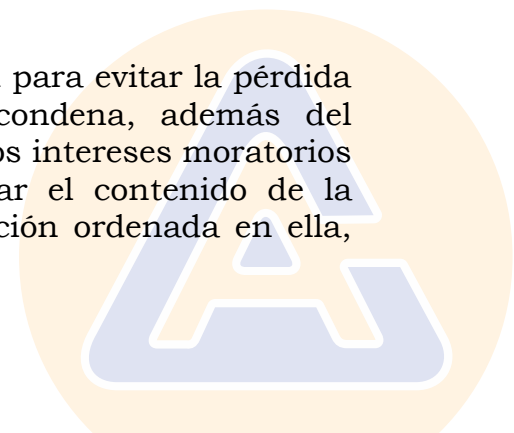 para evitar la pérdida
condena, además del
os intereses moratorios
ar el contenido de la
ción ordenada en ella,